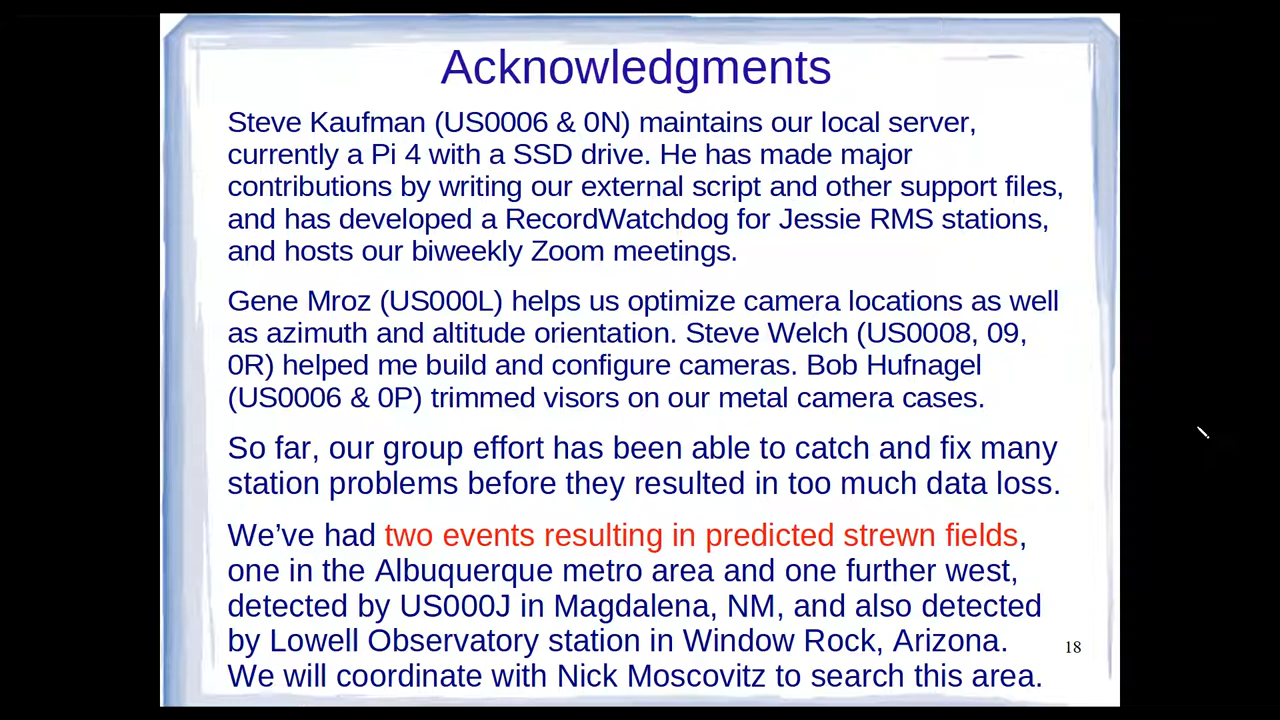 Acknowledgments
Steve Kaufman (US0006 & 0N) maintains our local server,
currently a Pi 4 with a SSD drive. He has made major
contributions by writing our external script and other support files,
and has developed a RecordWatchdog for Jessie RMS stations,
and hosts our biweekly Zoom meetings.
Gene Mroz (US000L) helps us optimize camera locations as well
as azimuth and altitude orientation. Steve Welch (US0008, 09,
0R) helped me build and configure cameras. Bob Hufnagel
(US0006 & 0P) trimmed visors on our metal camera cases.
So far, our group effort has been able to catch and fix many
station problems before they resulted in too much data loss.
We’ve had two events resulting in predicted strewn fields,
one in the Albuquerque metro area and one further west,
detected by US000J in Magdalena, NM, and also detected
by Lowell Observatory station in Window Rock, Arizona.
We will coordinate with Nick Moscovitz to search this area.
18